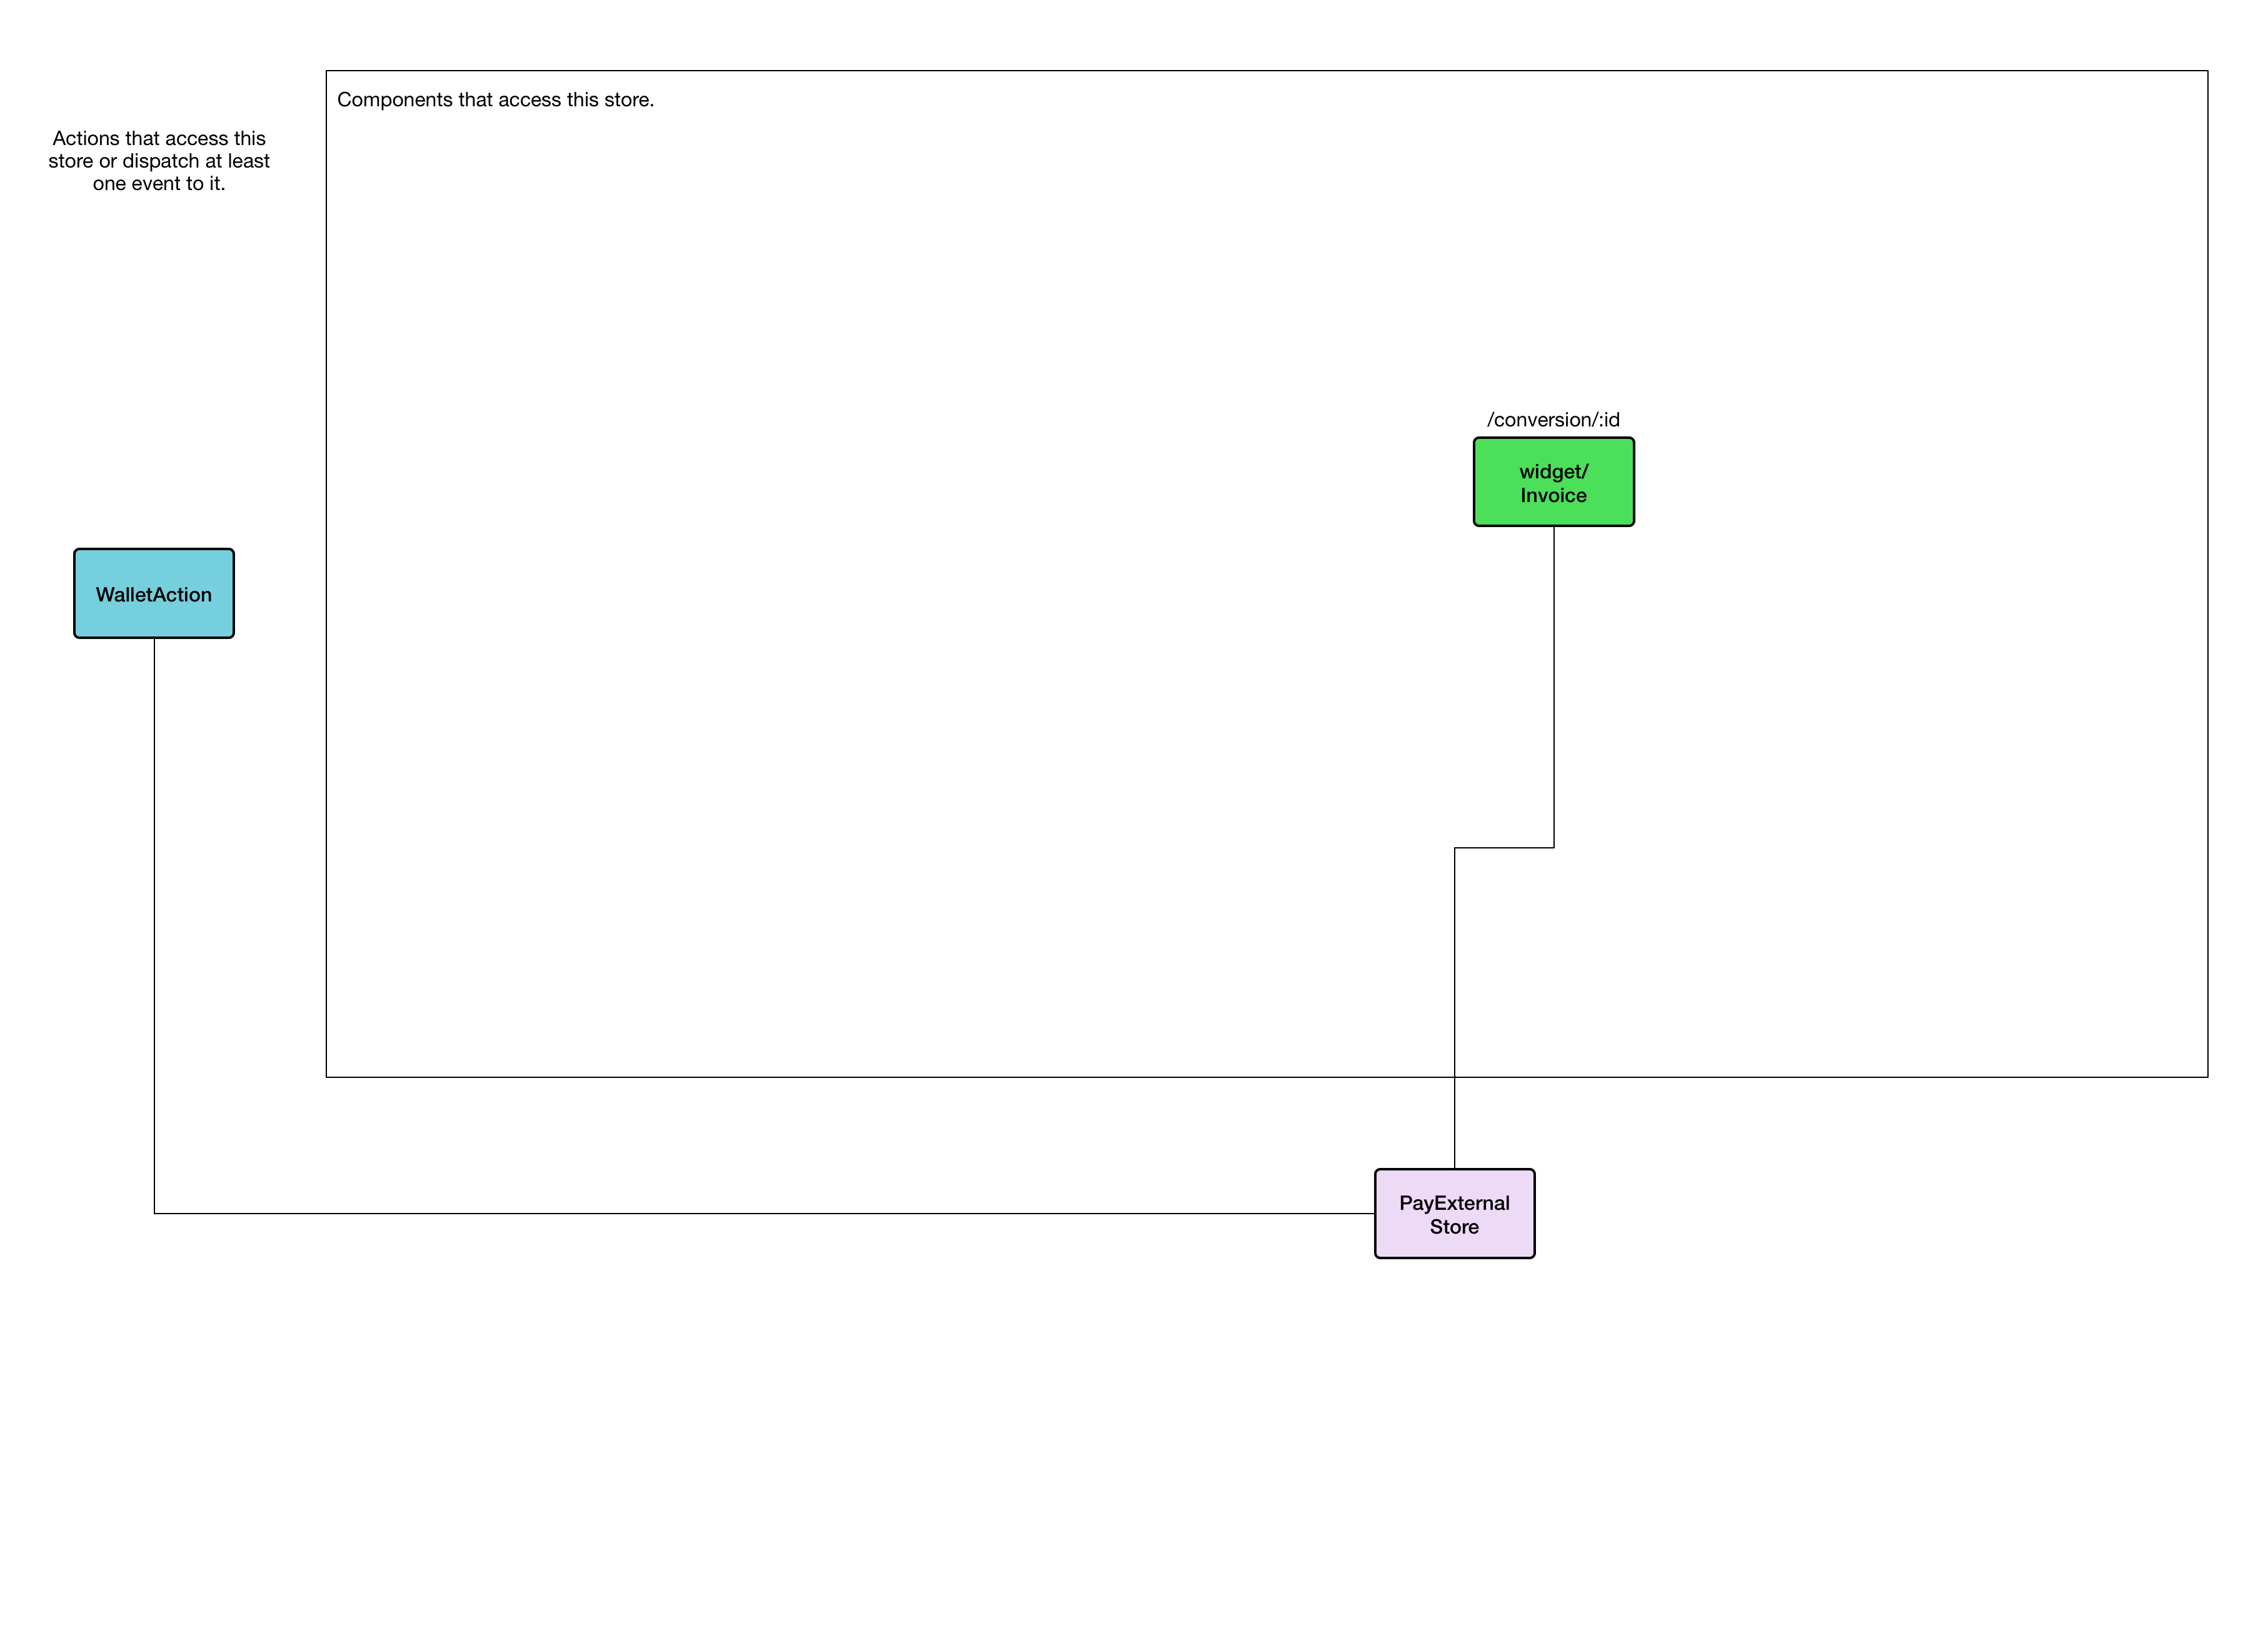 Components that access this store.
Actions that access this
store or dispatch at least
one event to it.
/conversion/:id
widget/
Invoice
WalletAction
PayExternal
Store